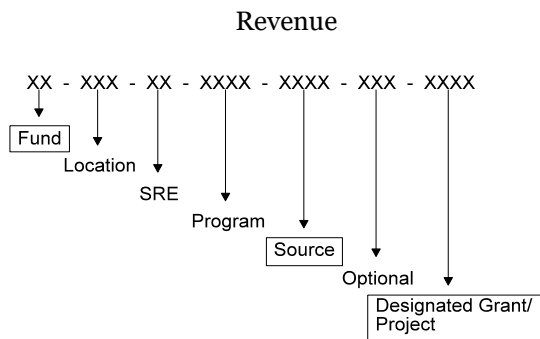 Revenue
XX - XXX - XX - XXXX - XXXX - XXX - XXXX
Fund
Location
SRE
Program
Source
Optional
Designated Grant/
Project